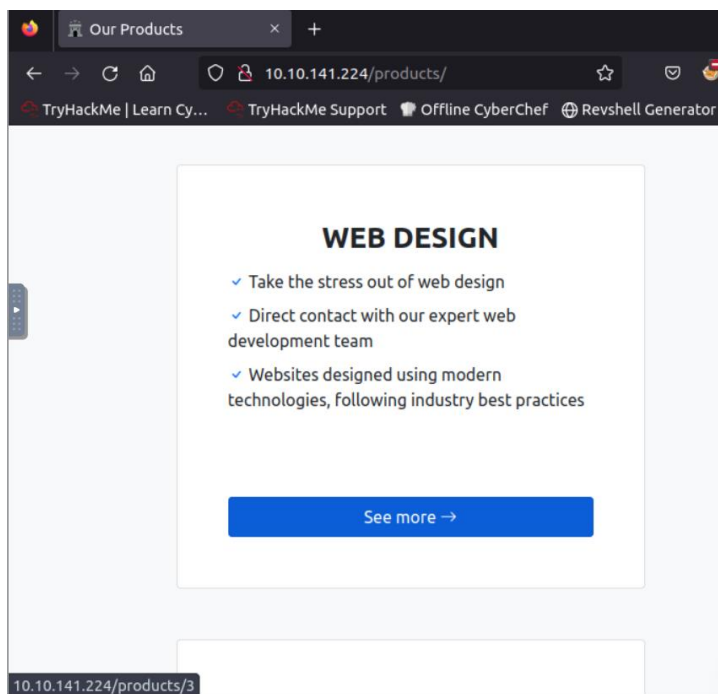 Our Products
10.10.141.224/products/
TryHackMe | Learn Cy...
TryHackMe Support
Offline CyberChef
Revshell Generator
WEB DESIGN
Take the stress out of web design
Direct contact with our expert web
development team
Websites designed using modern
technologies, following industry best practices
See more →
10.10.141.224/products/3